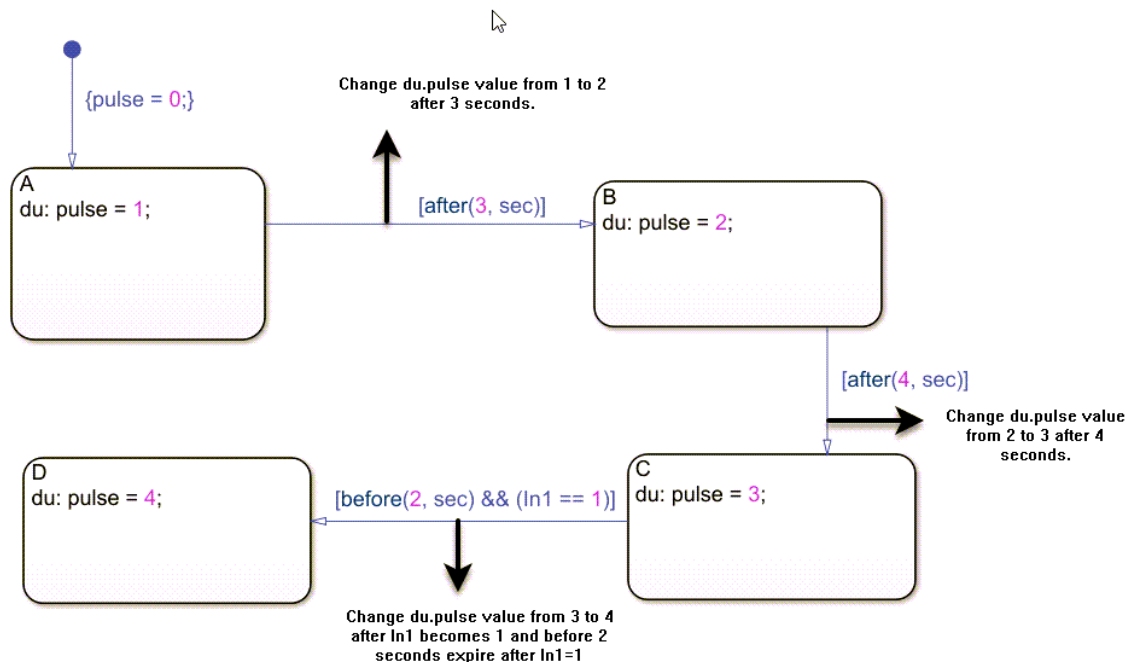 Change du.pulse value from 1 to 2
after 3 seconds.
{pulse = 0;}
A
du: pulse = 1;
[after(3, sec)]
B
du: pulse = 2;
[after(4, sec)]
Change du.pulse value
from 2 to 3 after 4
seconds.
D
du: pulse = 4;
[before(2, sec) && (In1 == 1)]
C
du: pulse = 3;
Change du.pulse value from 3 to 4
after In1 becomes 1 and before 2
seconds expire after In1=1